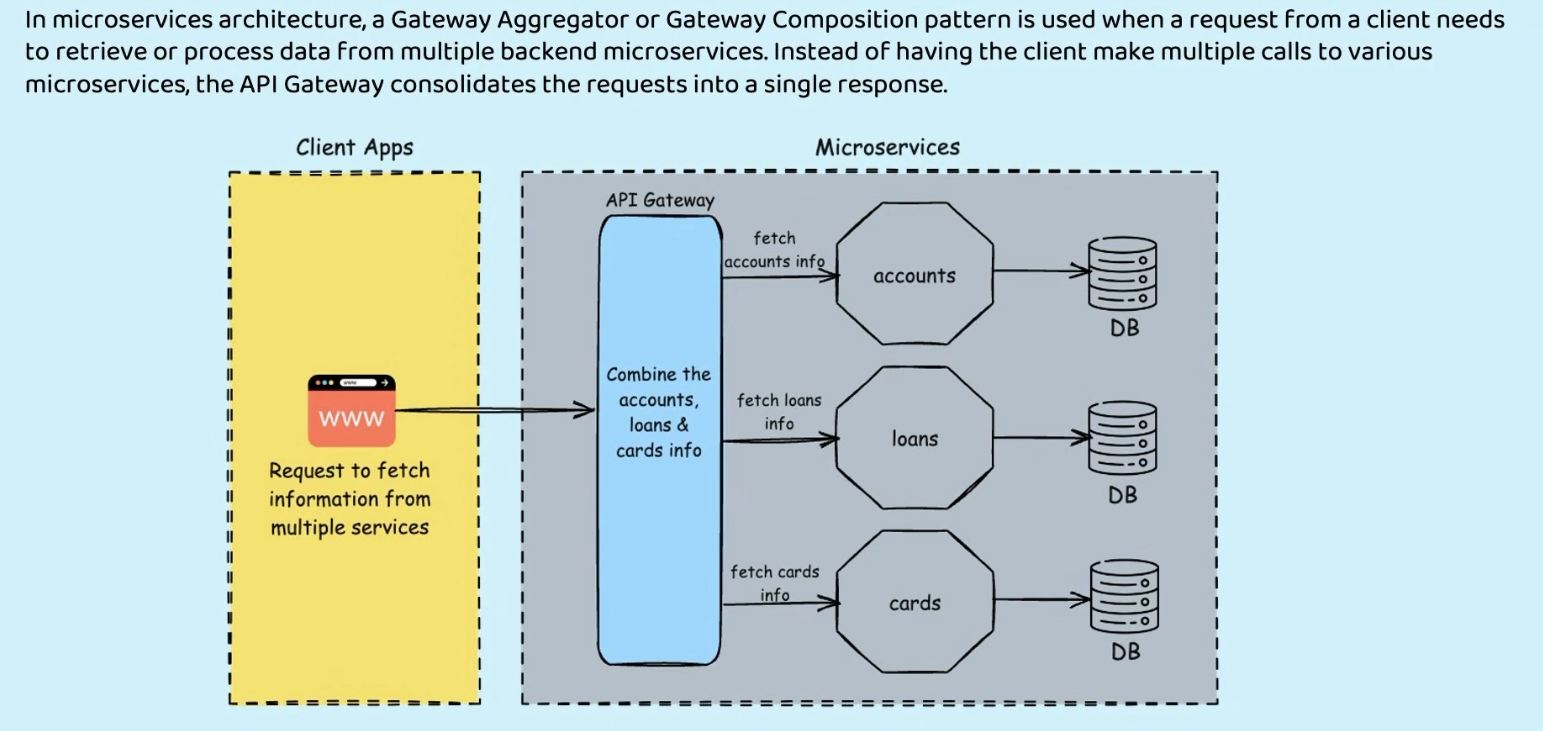 In microservices architecture, a Gateway Aggregator or Gateway Composition pattern is used when a request from a client needs
to retrieve or process data from multiple backend microservices. Instead of having the client make multiple calls to various
microservices, the API Gateway consolidates the requests into a single response.
Client Apps
Microservices
API Gateway
www
WWW
Request to fetch
information from
multiple services
Combine the
accounts,
loans &
cards info
fetch
accounts info
accounts
DB
fetch loans
info
loans
DB
fetch cards
info
cards
DB